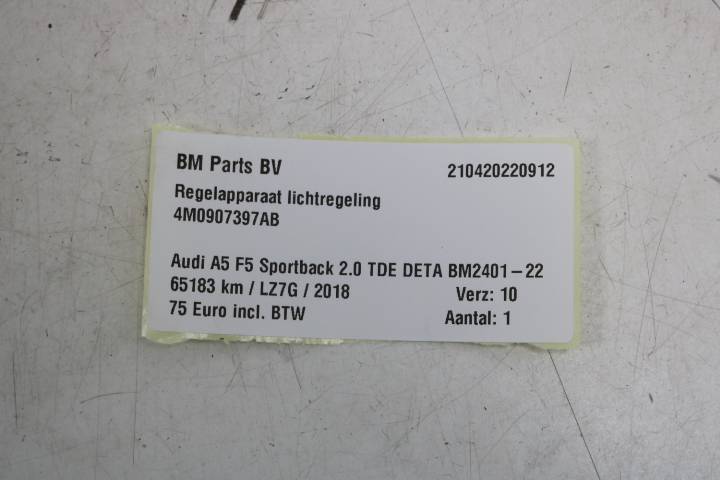 BM Parts BV 210420220912
Regelapparaat lichtregeling
4M0907397AB
Audi A5 F5 Sportback 2.0 TDE DETA BM2401-22
65183 km / LZ7G / 2018 Verz: 10
75 Euro incl. BTW Aantal: 1